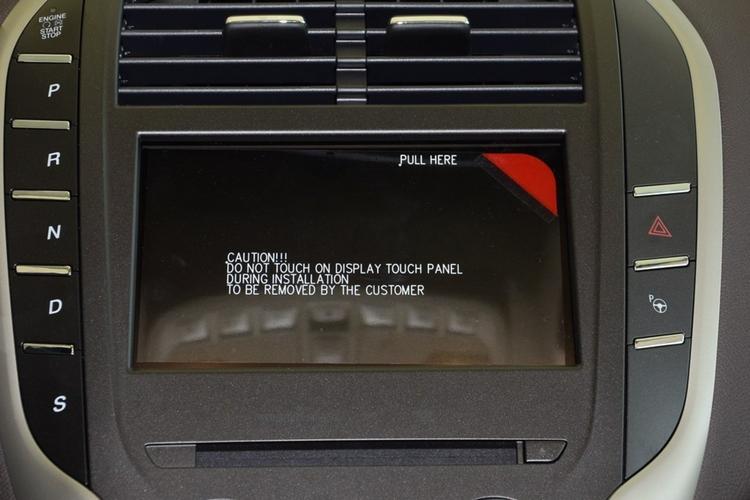 ENGINE
START
STOP
P
R
N
D
S
PULL HERE
CAUTION!!!
DO NOT TOUCH ON DISPLAY TOUCH PANEL
DURING INSTALLATION
TO BE REMOVED BY THE CUSTOMER
P